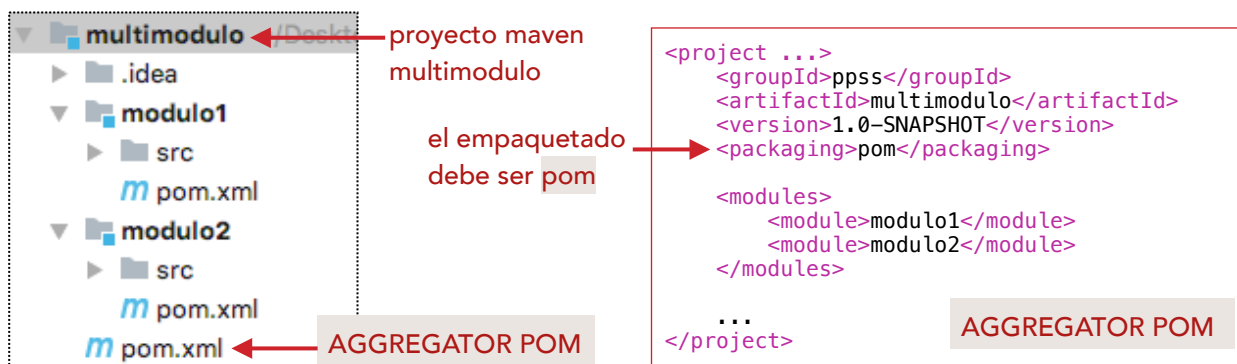 multimodulo
proyecto maven
multimodulo
.idea
modulo1
src
pom.xml
modulo2
src
pom.xml
pom.xml
AGGREGATOR POM
el empaquetado
debe ser pom
<project ...>
<groupId>ppss</groupId>
<artifactId>multimodulo</artifactId>
<version>1.0-SNAPSHOT</version>
<packaging>pom</packaging>
<modules>
<module>modulo1</module>
<module>modulo2</module>
</modules>
...
</project>
AGGREGATOR POM